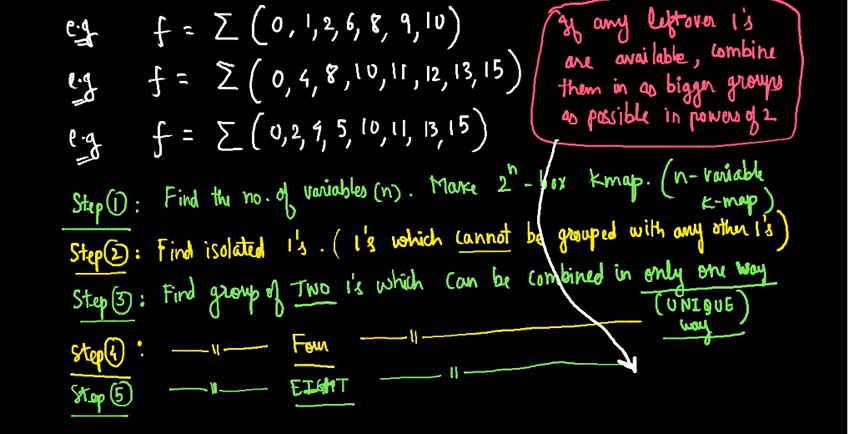 e.g f = Σ (0, 1, 2, 6, 8, 9, 10)
e.g f = Σ (0, 4, 8, 10, 11, 12, 13, 15)
e.g f = Σ (0, 2, 4, 5, 10, 11, 13, 15)
If any leftover 1's
are available, combine
them in as bigger groups
as possible in powers of 2
Step ①: Find the no. of variables (n). Make 2ⁿ - box Kmap. (n-variable
K-map)
Step ②: Find isolated 1's. (1's which cannot be grouped with any other 1's)
Step ③: Find group of TWO 1's which can be combined in only one way
(UNIQUE
way)
Step ④: —— 11 —— Four —— 11 ——
Step ⑤ —— 11 —— EIGHT —— 11 ——